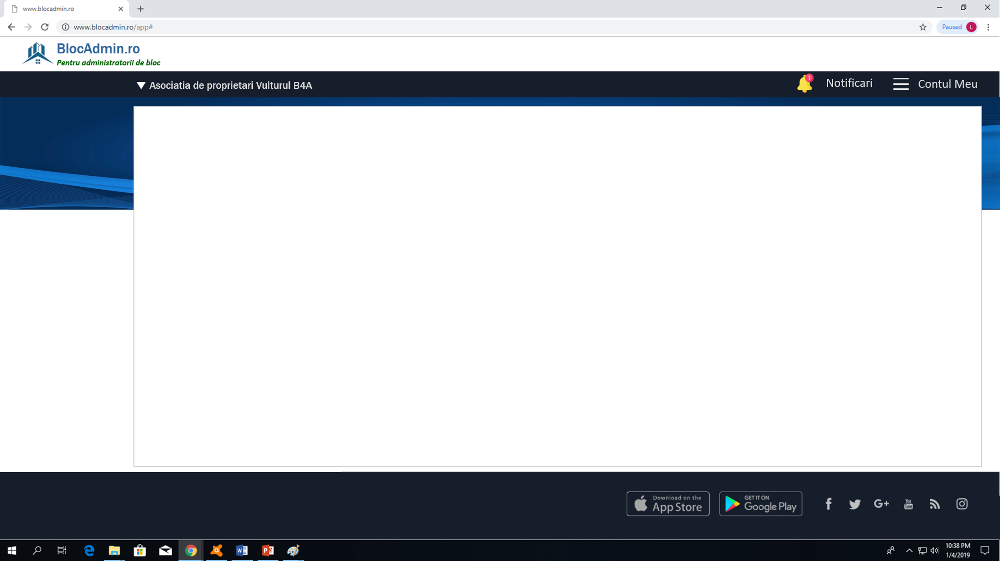 www.blocadmin.ro
www.blocadmin.ro/app#
Paused L
BlocAdmin.ro
Pentru administratorii de bloc
Asociatia de proprietari Vulturul B4A
1
Notificari
Contul Meu
Download on the
App Store
GET IT ON
Google Play
f
G+
You
Tube
10:38 PM
1/4/2019